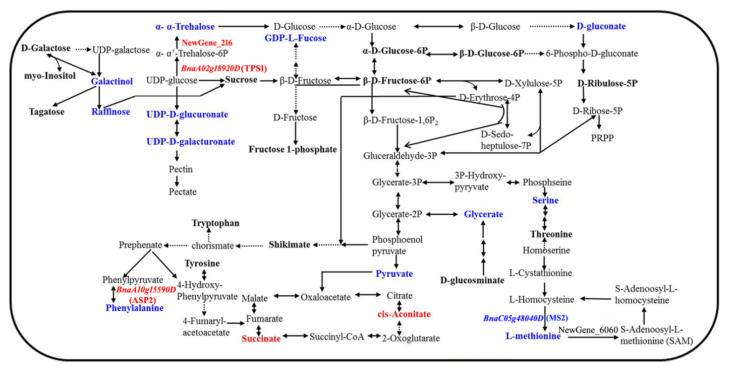 α- α-Trehalose
D-Glucose
α-D-Glucose
β-D-Glucose
D-gluconate
D-Galactose
UDP-galactose
NewGene_216
α- α'-Trehalose-6P
GDP-L-Fucose
α-D-Glucose-6P
β-D-Glucose-6P
6-Phospho-D-gluconate
myo-Inositol
Galactinol
BnaA02g18920D (TPSI)
UDP-glucose
Sucrose
β-D-Fructose
β-D-Fructose-6P
D-Xylulose-5P
D-Ribulose-5P
Tagatose
Raffinose
D-Erythrose-4P
UDP-D-glucuronate
D-Fructose
β-D-Fructose-1,6P2
D-Ribose-5P
D-Sedo-
heptulose-7P
UDP-D-galacturonate
Fructose 1-phosphate
Gluceraldehyde-3P
PRPP
Pectin
Pectate
Glycerate-3P
3P-Hydroxy-
pyryvate
Phosphseine
Serine
Glycerate-2P
Glycerate
Tryptophan
Threonine
Prephenate
chorismate
Shikimate
Phosphoenol
pyruvate
Homoserine
Tyrosine
Phenylpyruvate
Pyruvate
D-glucosminate
L-Cystathionine
BnaA10g15590D
(ASP2)
4-Hydroxy-
Phenylpyruvate
Phenylalanine
Malate
Oxaloacetate
Citrate
L-Homocysteine
S-Adenoosyl-L-
homocysteine
4-Fumaryl-
acetoacetate
Fumarate
cis-Aconitate
BnaC05g48040D (MS2)
Succinate
Succinyl-CoA
2-Oxoglutarate
L-methionine
NewGene_6060
S-Adenoosyl-L-
methionine (SAM)